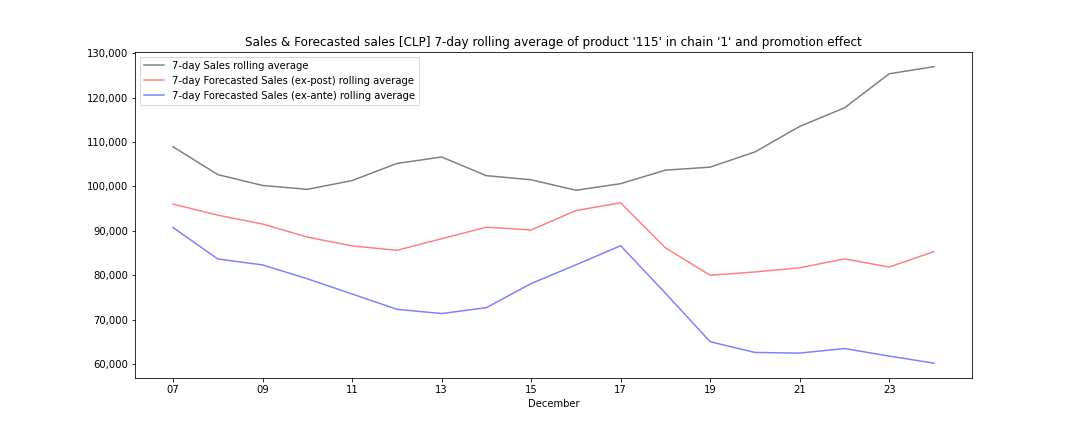 Sales & Forecasted sales [CLP] 7-day rolling average of product '115' in chain '1' and promotion effect
130,000
120,000
110,000
100,000
90,000
80,000
70,000
60,000
7-day Sales rolling average
7-day Forecasted Sales (ex-post) rolling average
7-day Forecasted Sales (ex-ante) rolling average
07 09 11 13 15 17 19 21 23
December